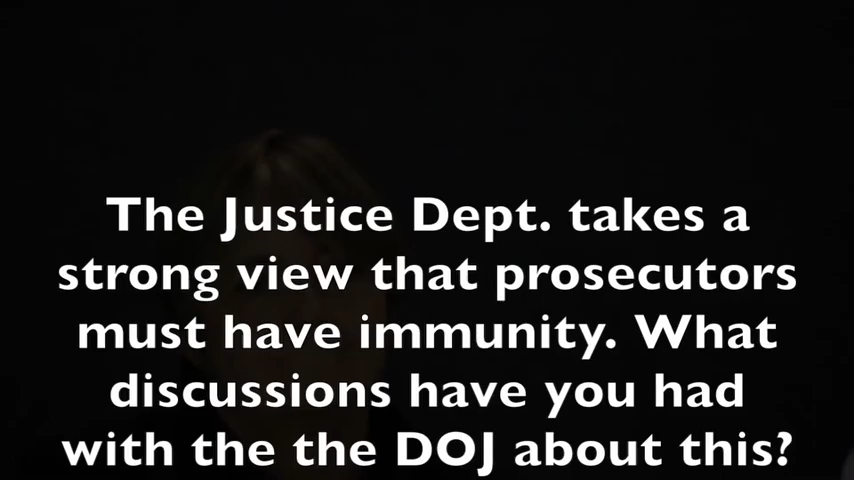 The Justice Dept. takes a
strong view that prosecutors
must have immunity. What
discussions have you had
with the the DOJ about this?